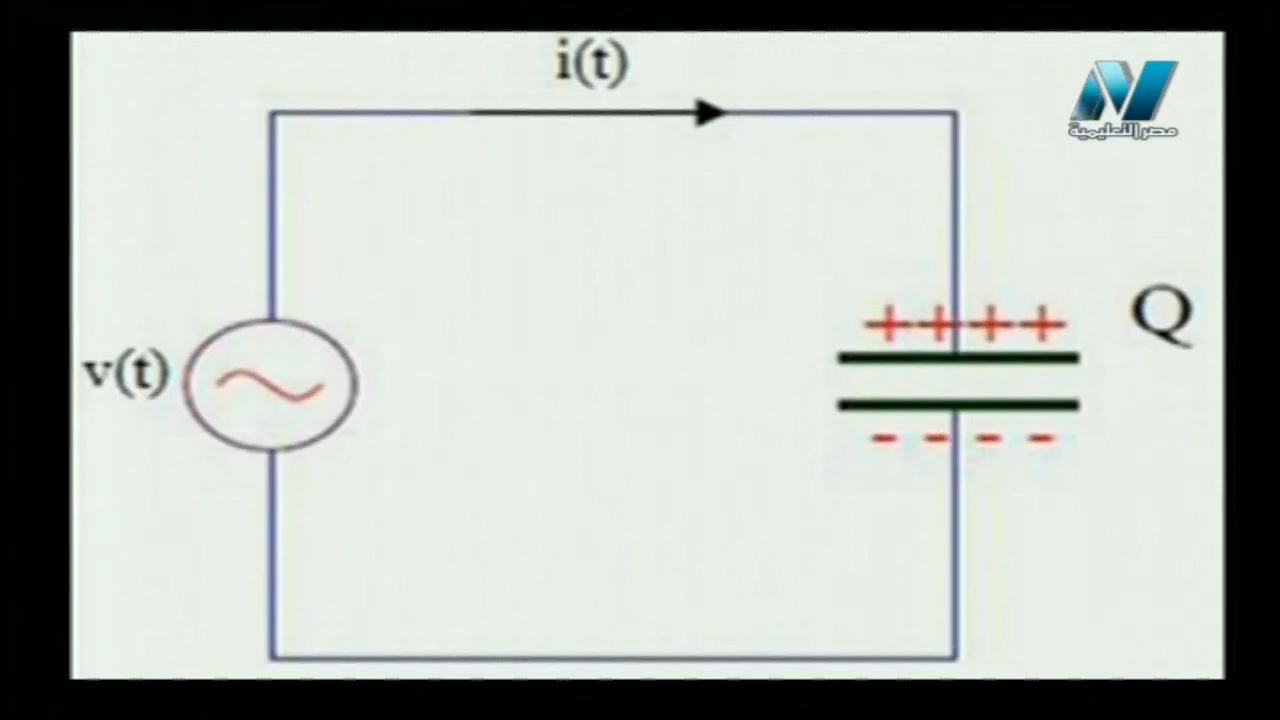 i(t)
مصر التعليمية
Q
v(t)
+ + + +
- - - -